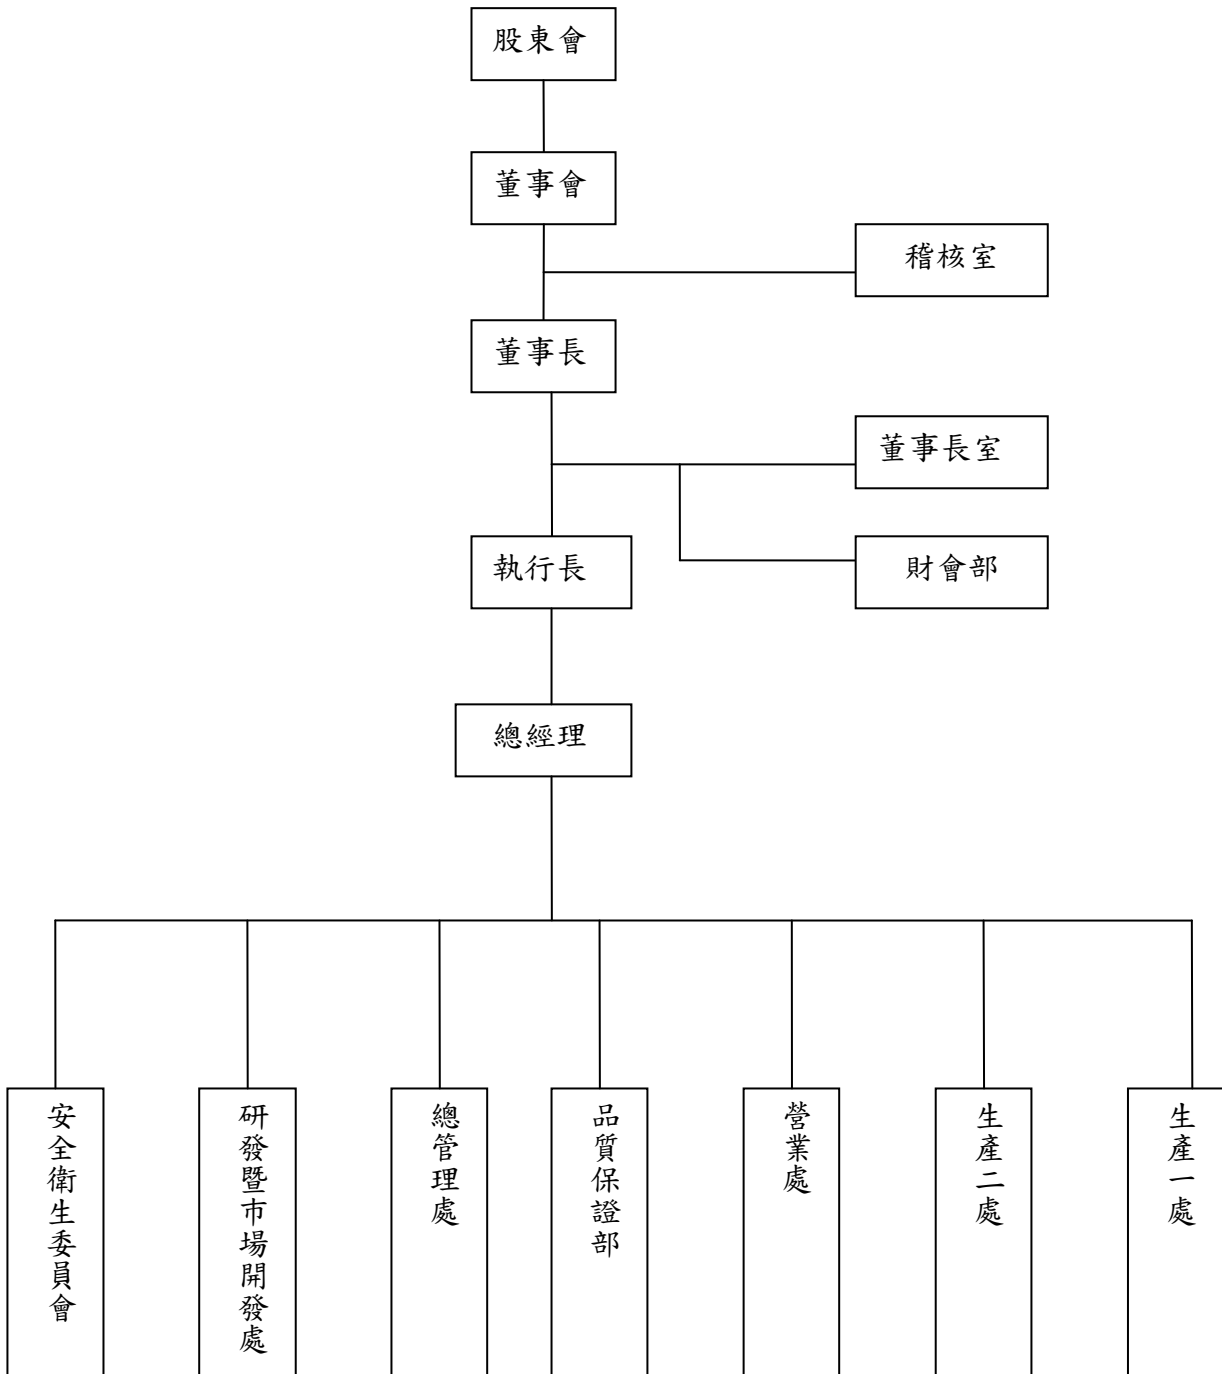 股東會
董事會
稽核室
董事長
董事長室
執行長
財會部
總經理
安全衛生委員會
研發暨市場開發處
總管理處
品質保證部
營業處
生產二處
生產一處